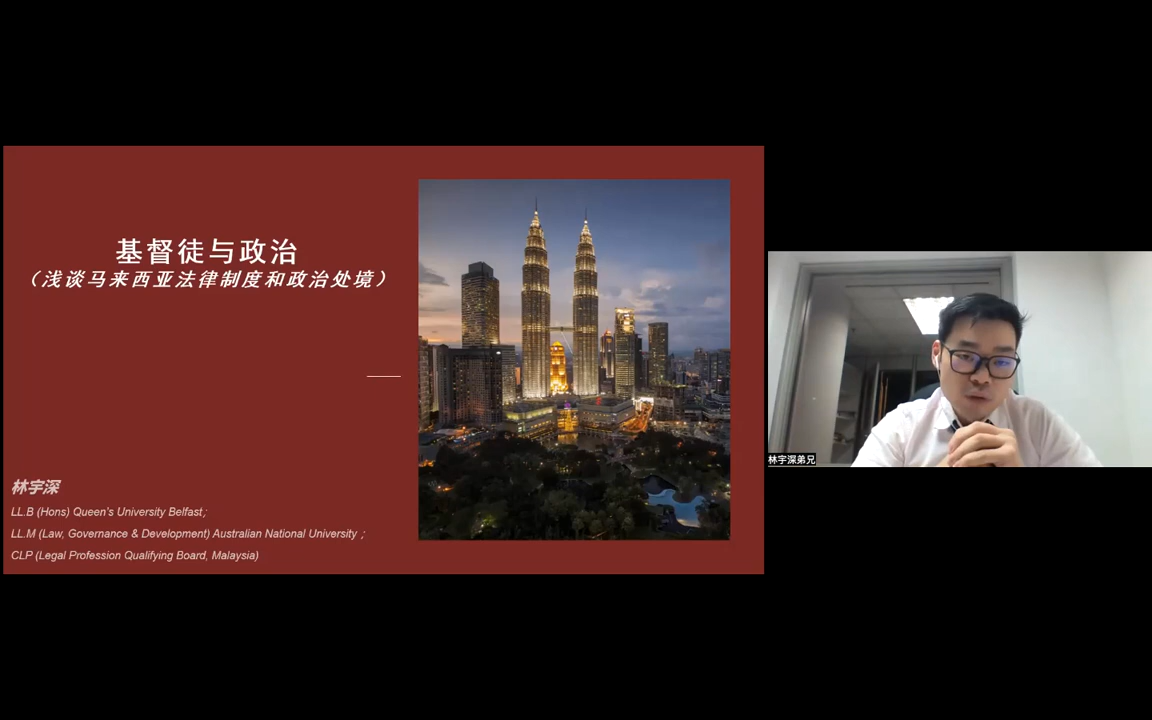 基督徒与政治
（浅谈马来西亚法律制度和政治处境）
林宇深
LL.B (Hons) Queen's University Belfast；
LL.M (Law, Governance & Development) Australian National University；
CLP (Legal Profession Qualifying Board, Malaysia)
林宇深弟兄